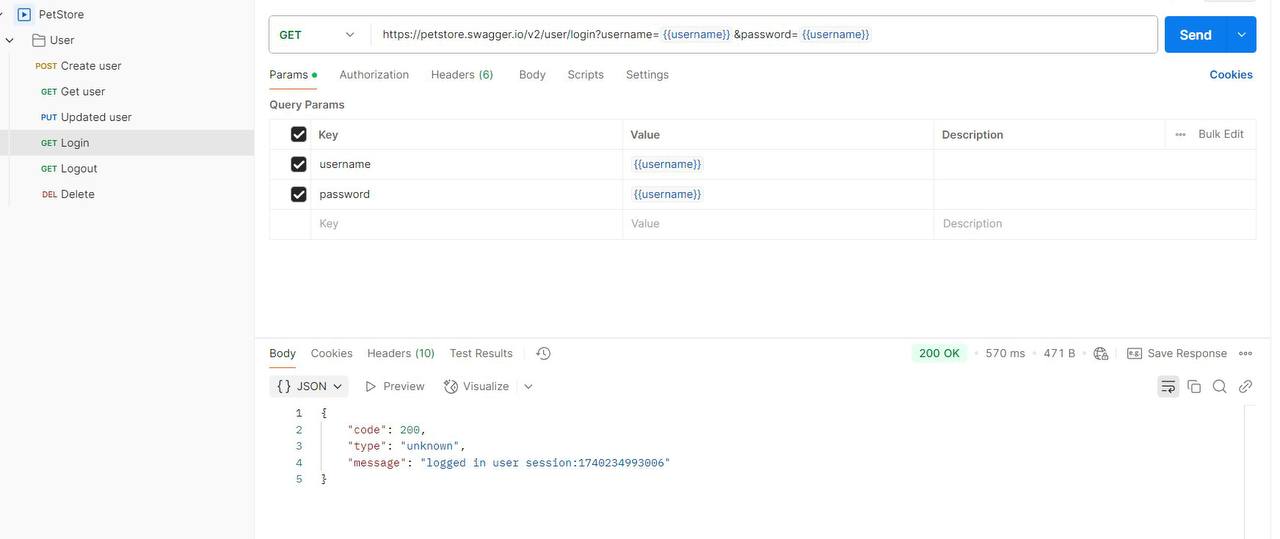 PetStore
User
POST Create user
GET Get user
PUT Updated user
GET Login
GET Logout
DEL Delete
GET https://petstore.swagger.io/v2/user/login?username= {{username}} &password= {{username}} Send
Params Authorization Headers (6) Body Scripts Settings Cookies
Query Params
Key Value Description Bulk Edit
username {{username}}
password {{username}}
Key Value Description
Body Cookies Headers (10) Test Results 200 OK 570 ms 471 B e.g. Save Response
{} JSON Preview Visualize
1 {
2 "code": 200,
3 "type": "unknown",
4 "message": "logged in user session:1740234993006"
5 }